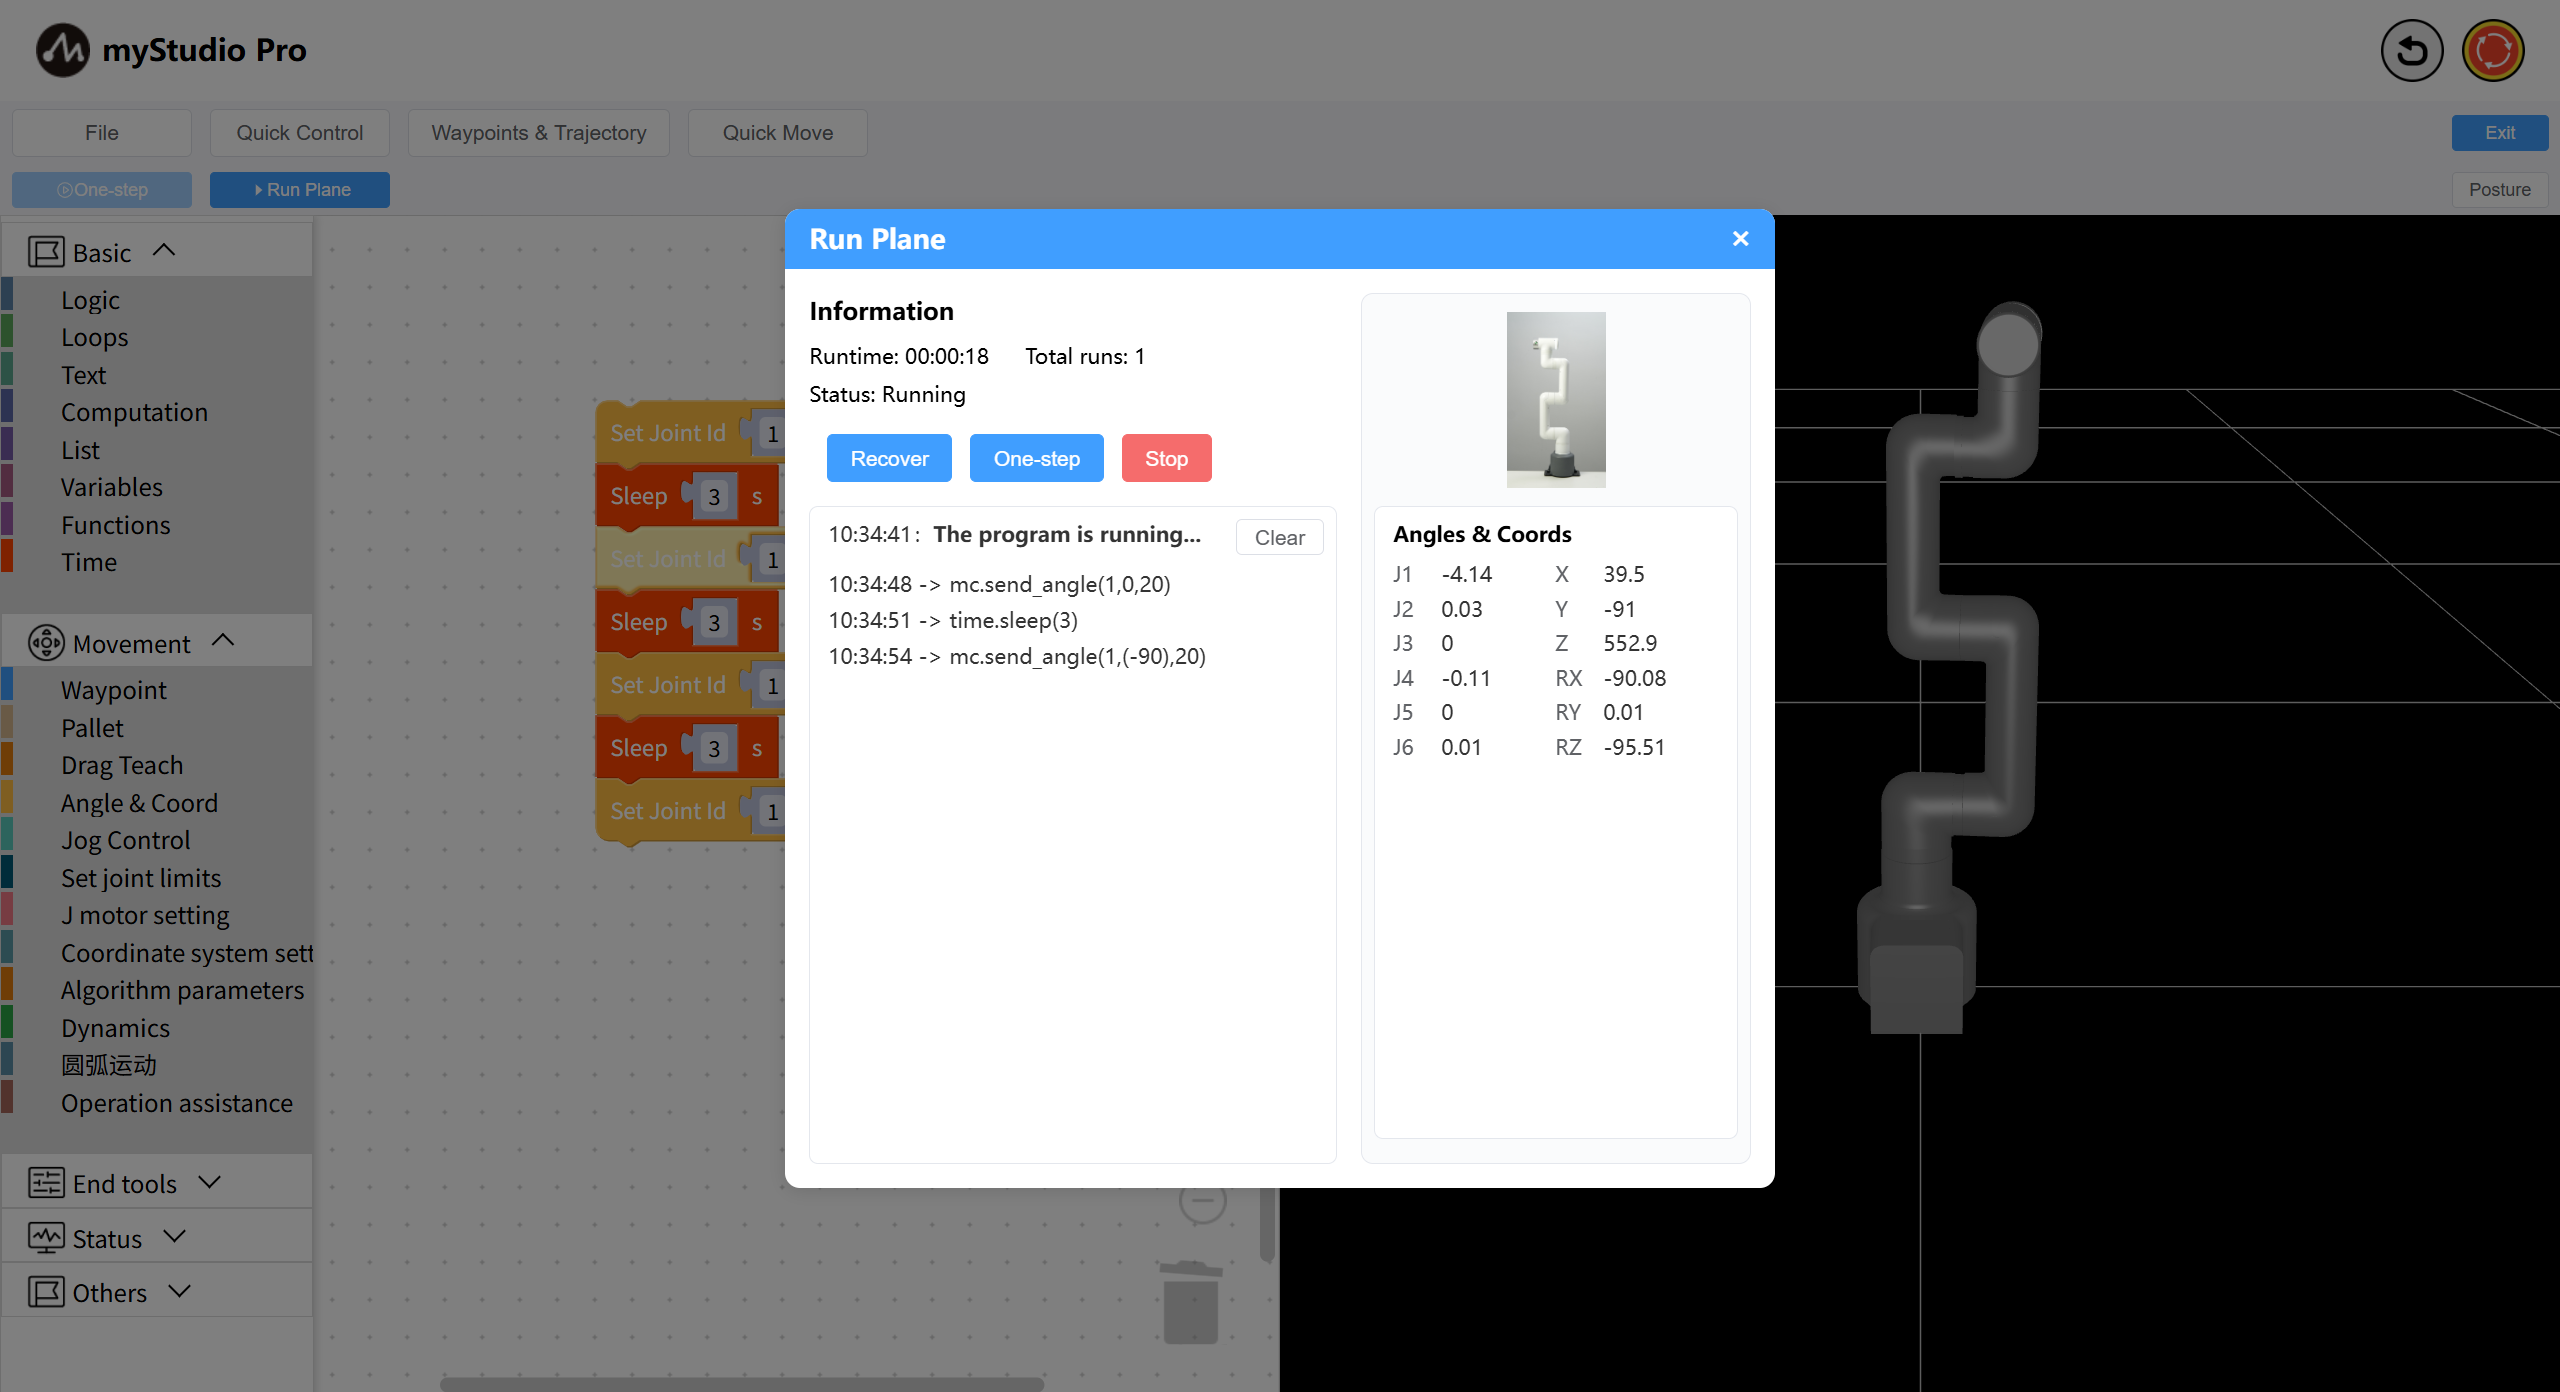 myStudio Pro
File
Quick Control
Waypoints & Trajectory
Quick Move
Exit
One-step
Run Plane
Posture
Basic
Logic
Loops
Text
Computation
List
Variables
Functions
Time
Movement
Waypoint
Pallet
Drag Teach
Angle & Coord
Jog Control
Set joint limits
J motor setting
Coordinate system sett
Algorithm parameters
Dynamics
圆弧运动
Operation assistance
End tools
Status
Others
Set Joint Id 1
Sleep 3 s
Set Joint Id 1
Sleep 3 s
Set Joint Id 1
Sleep 3 s
Set Joint Id 1
Run Plane
Information
Runtime: 00:00:18 Total runs: 1
Status: Running
Recover
One-step
Stop
10:34:41: The program is running...
Clear
10:34:48 -> mc.send_angle(1,0,20)
10:34:51 -> time.sleep(3)
10:34:54 -> mc.send_angle(1,(-90),20)
Angles & Coords
J1 -4.14 X 39.5
J2 0.03 Y -91
J3 0 Z 552.9
J4 -0.11 RX -90.08
J5 0 RY 0.01
J6 0.01 RZ -95.51